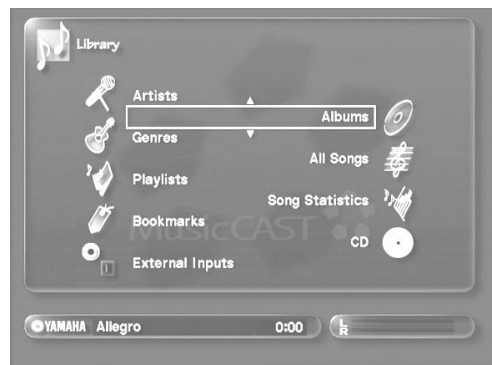 Library
Artists
Albums
Genres
All Songs
Playlists
Song Statistics
Bookmarks
MusicCAST
CD
External Inputs
YAMAHA Allegro 0:00 L R